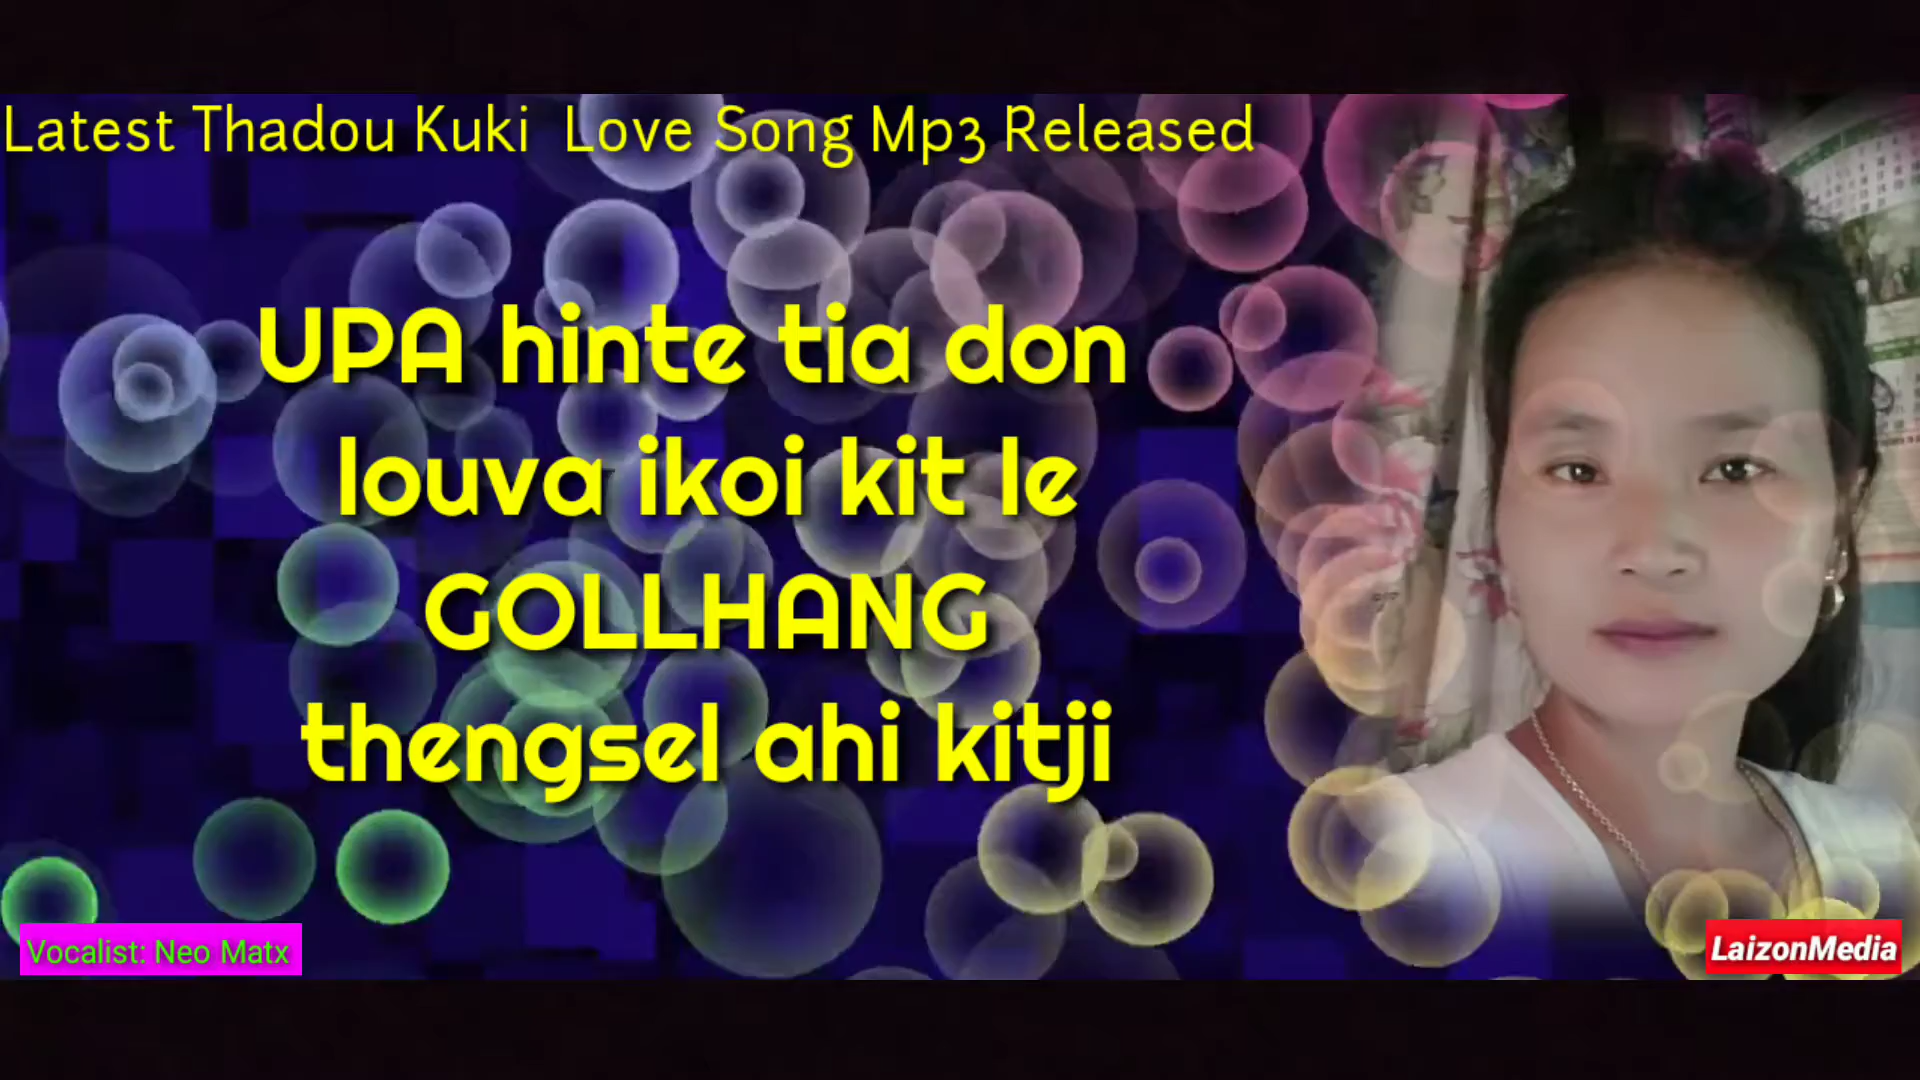 Latest Thadou Kuki Love Song Mp3 Released
UPA hinte tia don
louva ikoi kit le
GOLLHANG
thengsel ahi kitji
Vocalist: Neo Matx
LaizonMedia